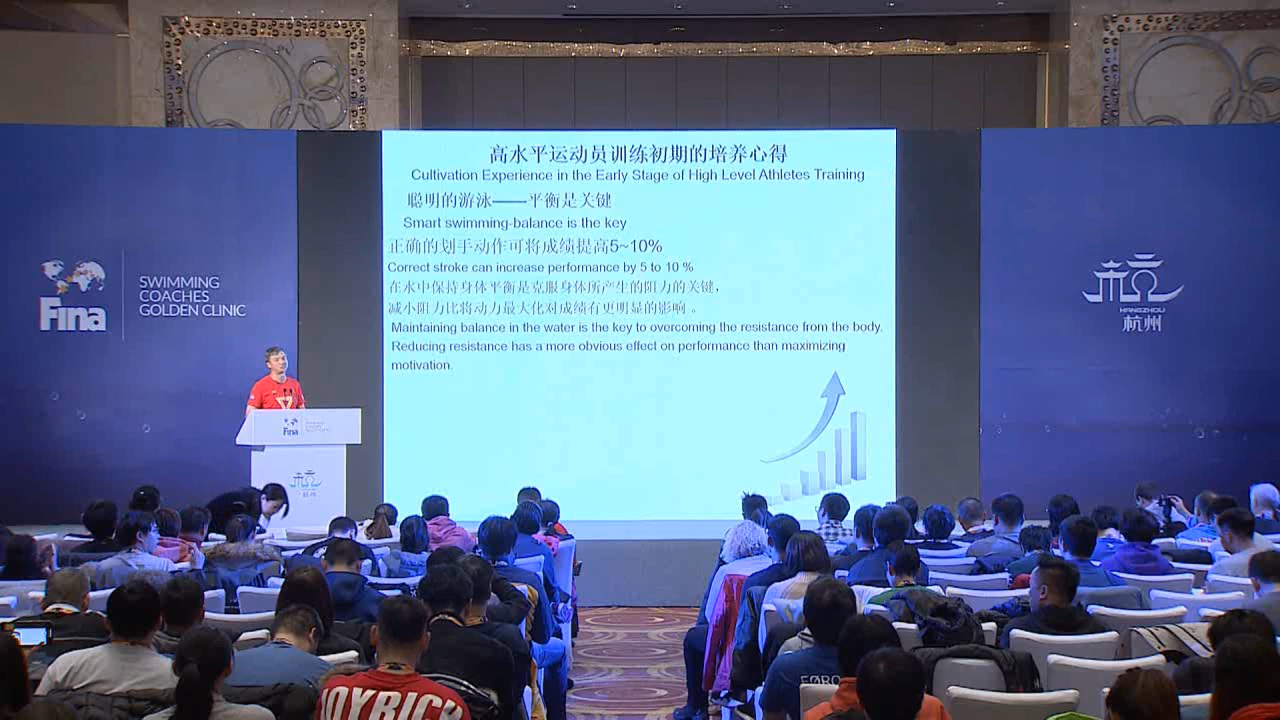 高水平运动员训练初期的培养心得
Cultivation Experience in the Early Stage of High Level Athletes Training
聪明的游泳——平衡是关键
Smart swimming-balance is the key
正确的划手动作可将成绩提高5~10%
Correct stroke can increase performance by 5 to 10 %
在水中保持身体平衡是克服身体所产生的阻力的关键，
减小阻力比将动力最大化对成绩有更明显的影响 。
Maintaining balance in the water is the key to overcoming the resistance from the body.
Reducing resistance has a more obvious effect on performance than maximizing
motivation.
Fina
SWIMMING
COACHES
GOLDEN CLINIC
HANGZHOU
杭州
Fina
杭州
JOYRICH